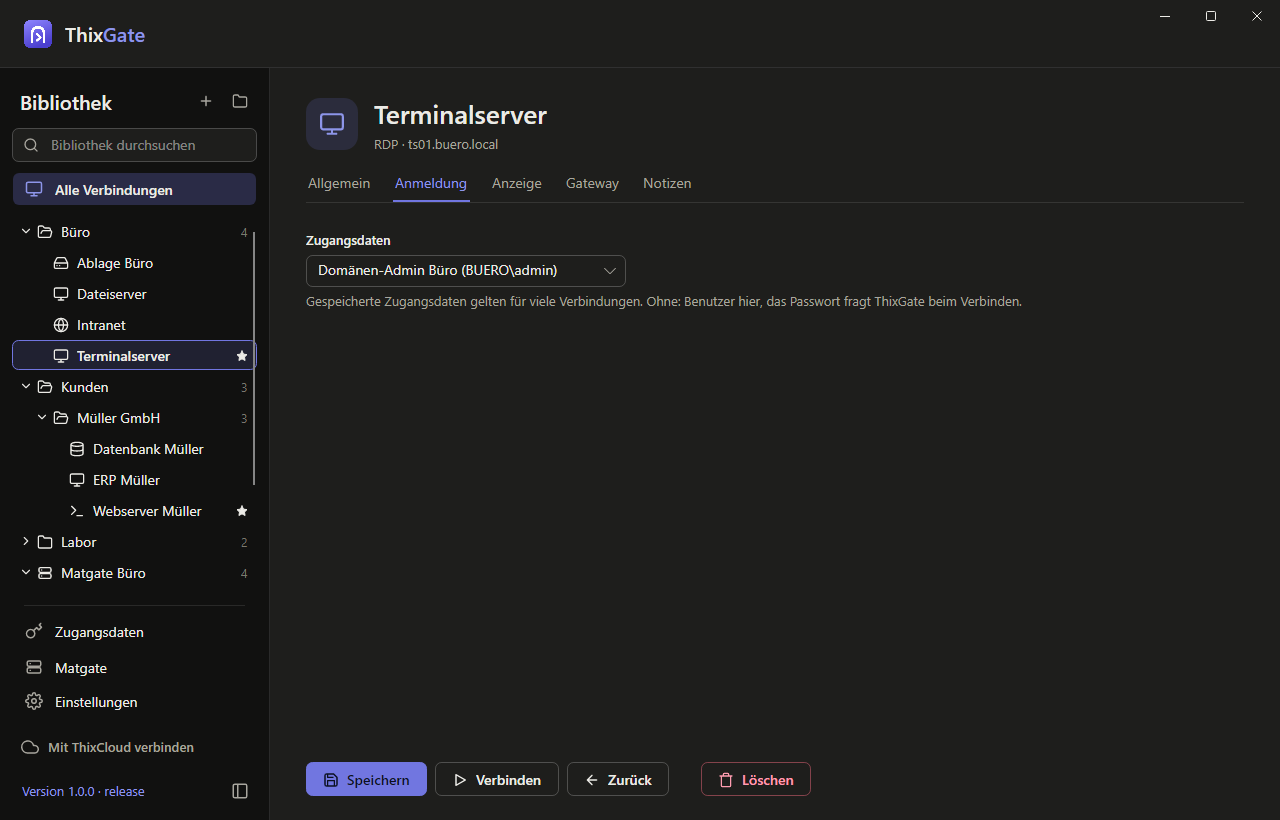 ThixGate
Bibliothek
Bibliothek durchsuchen
Alle Verbindungen
Büro 4
Ablage Büro
Dateiserver
Intranet
Terminalserver
Kunden 3
Müller GmbH 3
Datenbank Müller
ERP Müller
Webserver Müller
Labor 2
Matgate Büro 4
Zugangsdaten
Matgate
Einstellungen
Mit ThixCloud verbinden
Version 1.0.0 · release
Terminalserver
RDP · ts01.buero.local
Allgemein Anmeldung Anzeige Gateway Notizen
Zugangsdaten
Domänen-Admin Büro (BUERO\admin)
Gespeicherte Zugangsdaten gelten für viele Verbindungen. Ohne: Benutzer hier, das Passwort fragt ThixGate beim Verbinden.
Speichern Verbinden Zurück Löschen